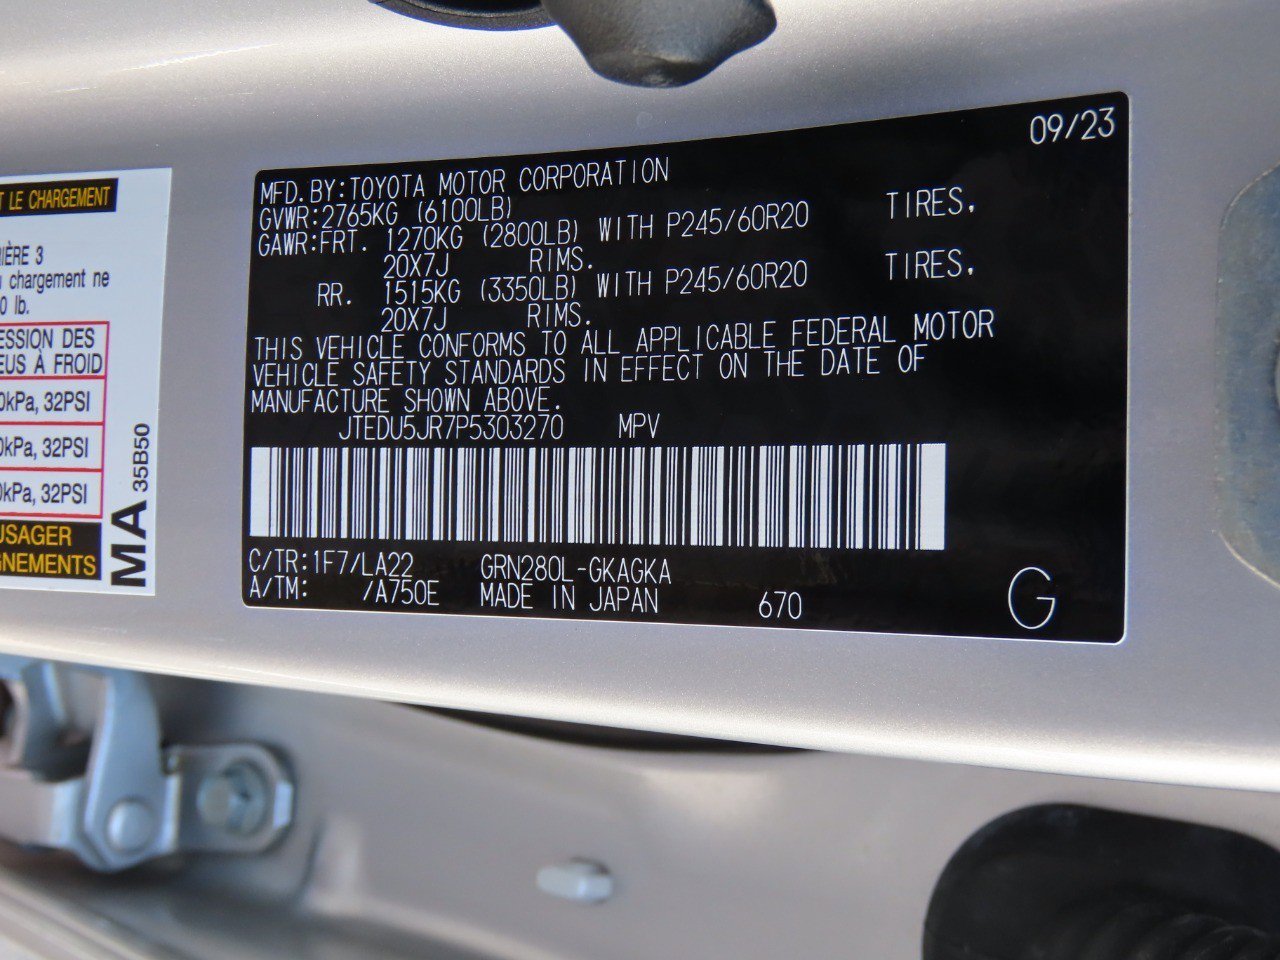 09/23
MFD.BY:TOYOTA MOTOR CORPORATION
GVWR:2765KG (6100LB)
GAWR:FRT. 1270KG (2800LB) WITH P245/60R20 TIRES,
20X7J RIMS.
RR. 1515KG (3350LB) WITH P245/60R20 TIRES,
20X7J RIMS.
THIS VEHICLE CONFORMS TO ALL APPLICABLE FEDERAL MOTOR
VEHICLE SAFETY STANDARDS IN EFFECT ON THE DATE OF
MANUFACTURE SHOWN ABOVE.
JTEDU5JR7P5303270 MPV
C/TR:1F7/LA22 GRN280L-GKAGKA
A/TM: /A750E MADE IN JAPAN 670
G
LE CHARGEMENT
3
chargement ne
lb.
DES
À FROID
kPa, 32PSI
kPa, 32PSI
kPa, 32PSI
MA 35B50